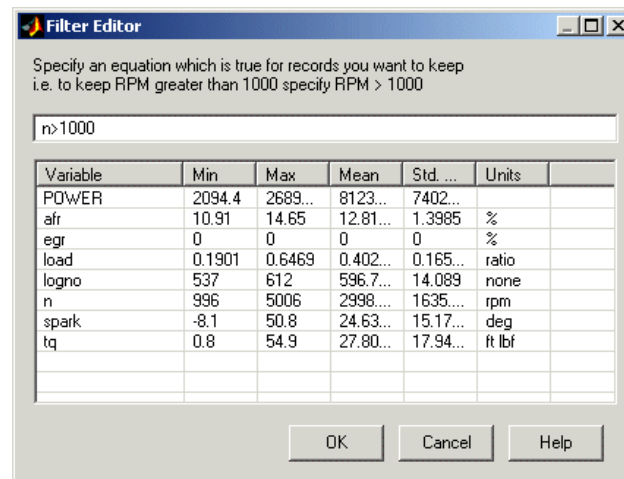 Filter Editor
Specify an equation which is true for records you want to keep
i.e. to keep RPM greater than 1000 specify RPM > 1000
n>1000
Variable Min Max Mean Std. ... Units
POWER 2094.4 2689... 8123... 7402...
afr 10.91 14.65 12.81... 1.3985 %
egr 0 0 0 0 %
load 0.1901 0.6469 0.402... 0.165... ratio
logno 537 612 596.7... 14.089 none
n 996 5006 2998.... 1635.... rpm
spark -8.1 50.8 24.63... 15.17... deg
tq 0.8 54.9 27.80... 17.94... ft lbf
OK Cancel Help